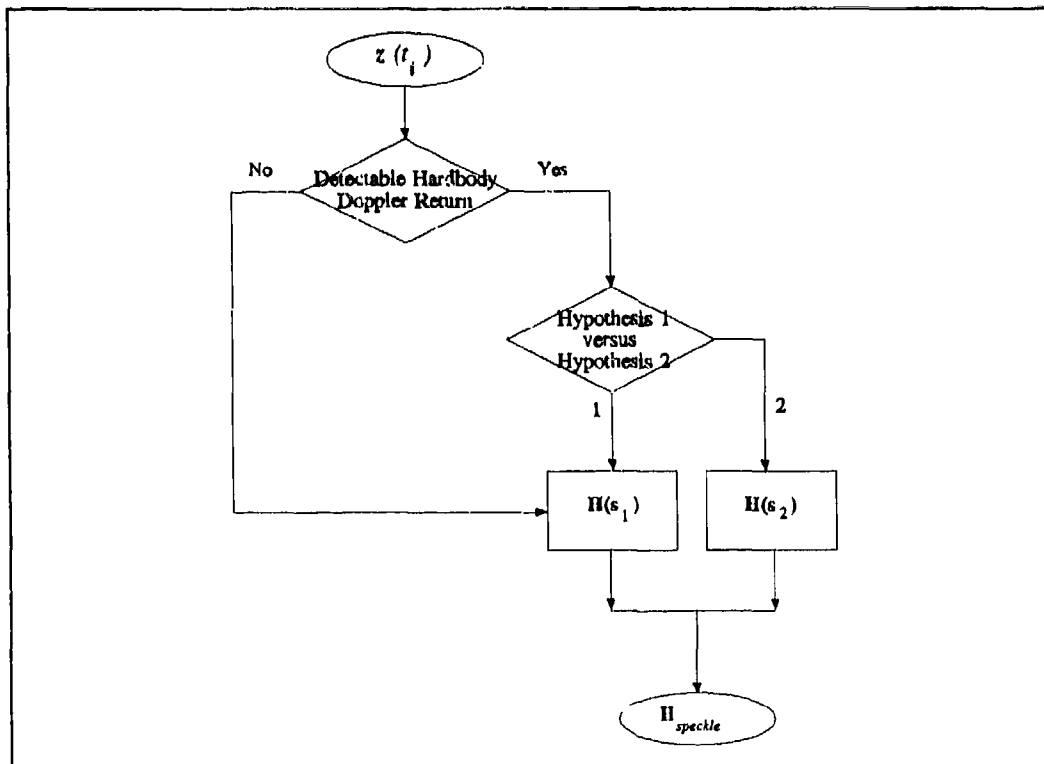 z (t_i)
No
Yes
Detectable Hardbody
Doppler Return
Hypothesis 1
versus
Hypothesis 2
1
2
H(s_1)
H(s_2)
H_speckle